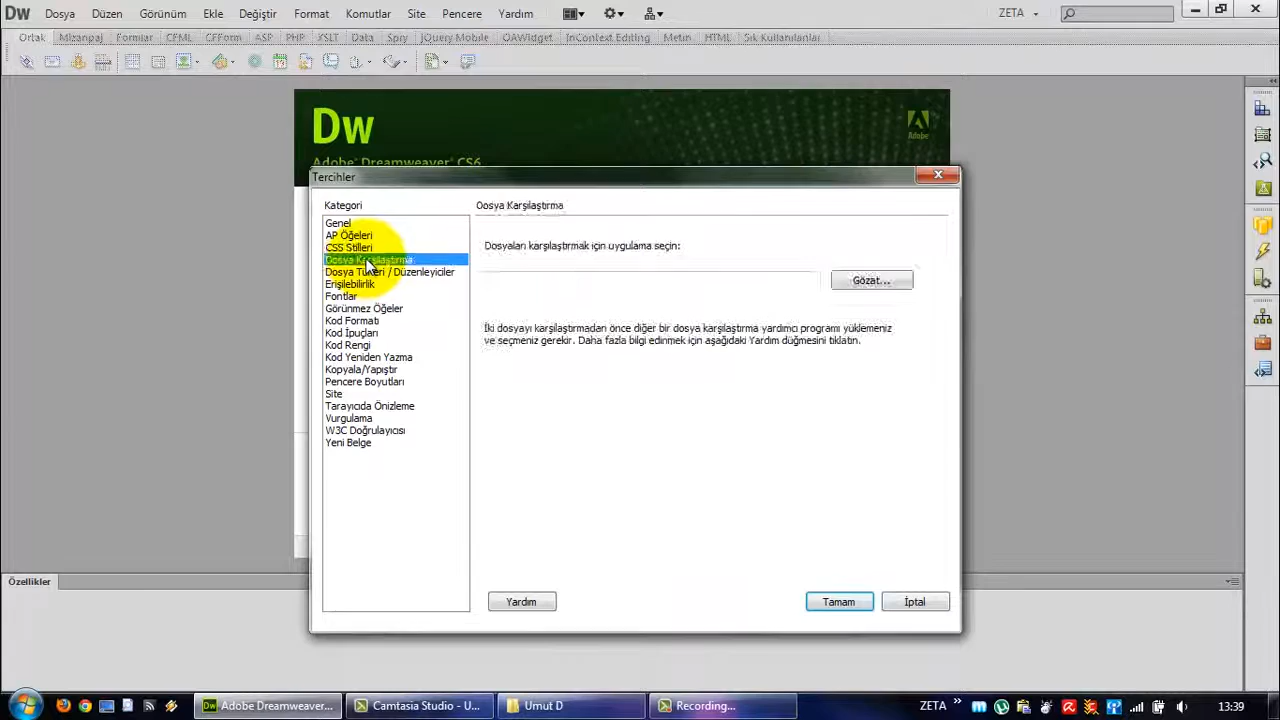 Dw Dosya Düzen Görünüm Ekle Değiştir Format Komutlar Site Pencere Yardım ZETA
Ortak Mizanpaj Formlar CFML CFForm ASP PHP XSLT Data Spry jQuery Mobile QAWidget InContext Editing Metin HTML Sık Kullanılanlar
Dw
Adobe
Adobe® Dreamweaver® CS6
Tercihler
Kategori
Genel
AP Öğeleri
CSS Stilleri
Dosya Karşılaştırma
Dosya Türleri / Düzenleyiciler
Erişilebilirlik
Fontlar
Görünmez Öğeler
Kod Formatı
Kod İpuçları
Kod Rengi
Kod Yeniden Yazma
Kopyala/Yapıştır
Pencere Boyutları
Site
Tarayıcıda Önizleme
Vurgulama
W3C Doğrulayıcısı
Yeni Belge
Dosya Karşılaştırma
Dosyaları karşılaştırmak için uygulama seçin:
Gözat...
İki dosyayı karşılaştırmadan önce diğer bir dosya karşılaştırma yardımcı programı yüklemeniz
ve seçmeniz gerekir. Daha fazla bilgi edinmek için aşağıdaki Yardım düğmesini tıklatın.
Yardım Tamam İptal
Özellikler
Dw Adobe Dreamweaver... Camtasia Studio - U... Umut D Recording... ZETA » 13:39